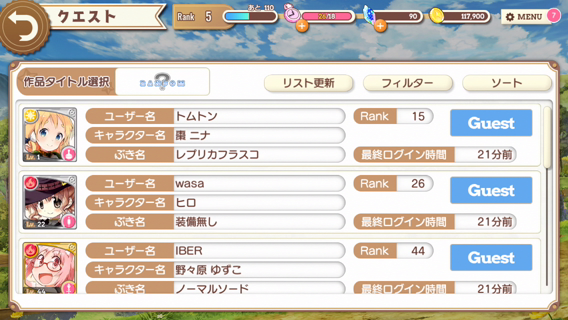 クエスト
Rank 5
あと 110
26/18
90
117,900
MENU
?
作品タイトル選択
RANDOM
?
リスト更新
フィルター
ソート
ユーザー名 トムトン
Rank 15
Guest
キャラクター名 棗 ニナ
ぶき名 レプリカフラスコ
最終ログイン時間 21分前
Lv. 1
ユーザー名 wasa
Rank 26
Guest
キャラクター名 ヒロ
ぶき名 装備無し
最終ログイン時間 21分前
Lv. 22
ユーザー名 IBER
Rank 44
Guest
キャラクター名 野々原 ゆずこ
ぶき名 ノーマルソード
最終ログイン時間 21分前
Lv. 44